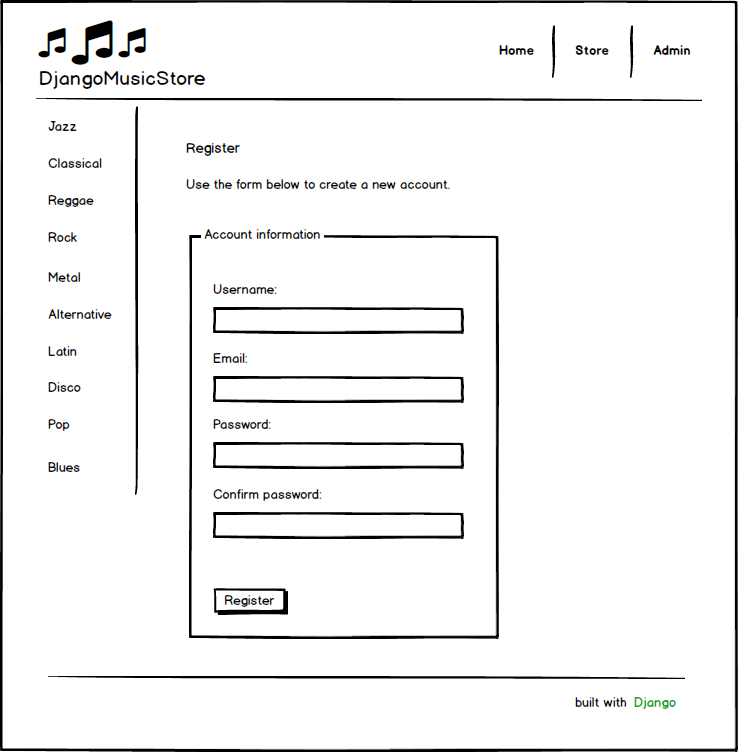 DjangoMusicStore
Home
Store
Admin
Jazz
Classical
Reggae
Rock
Metal
Alternative
Latin
Disco
Pop
Blues
Register
Use the form below to create a new account.
Account information
Username:
Email:
Password:
Confirm password:
Register
built with Django